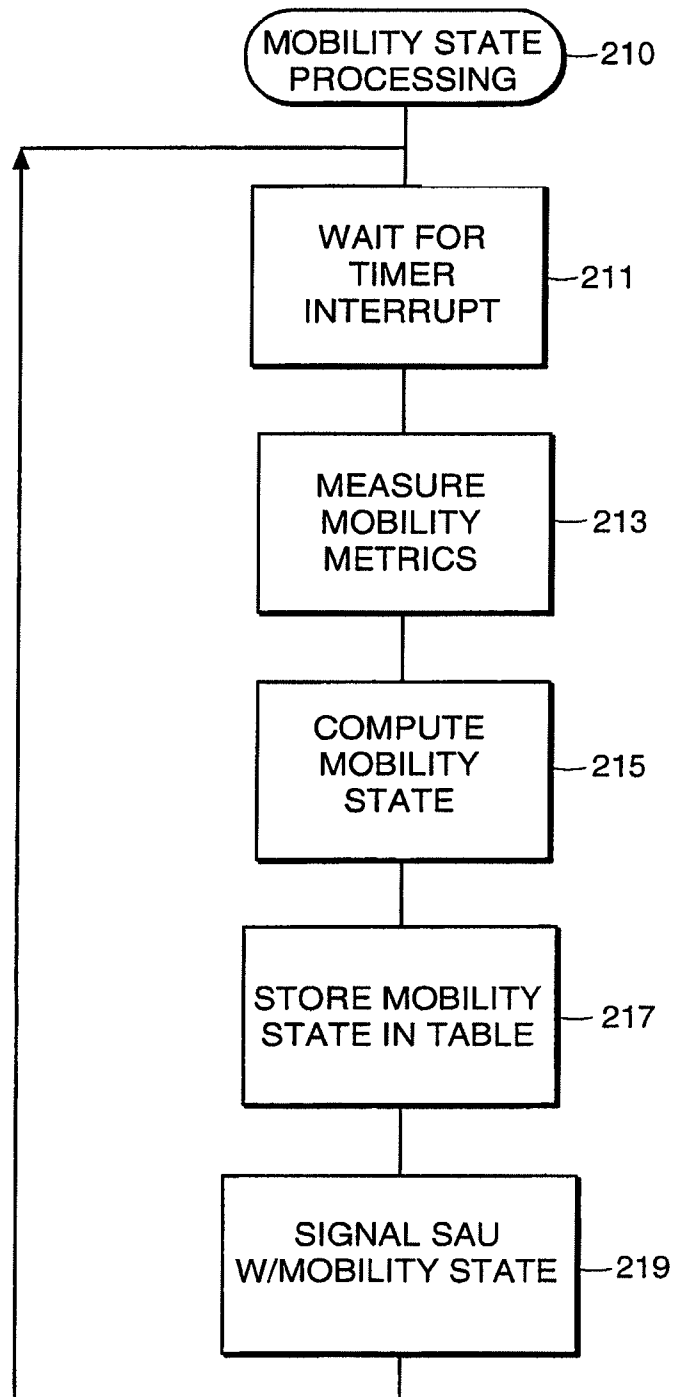 MOBILITY STATE
PROCESSING
210
WAIT FOR
TIMER
INTERRUPT
211
MEASURE
MOBILITY
METRICS
213
COMPUTE
MOBILITY
STATE
215
STORE MOBILITY
STATE IN TABLE
217
SIGNAL SAU
W/MOBILITY STATE
219